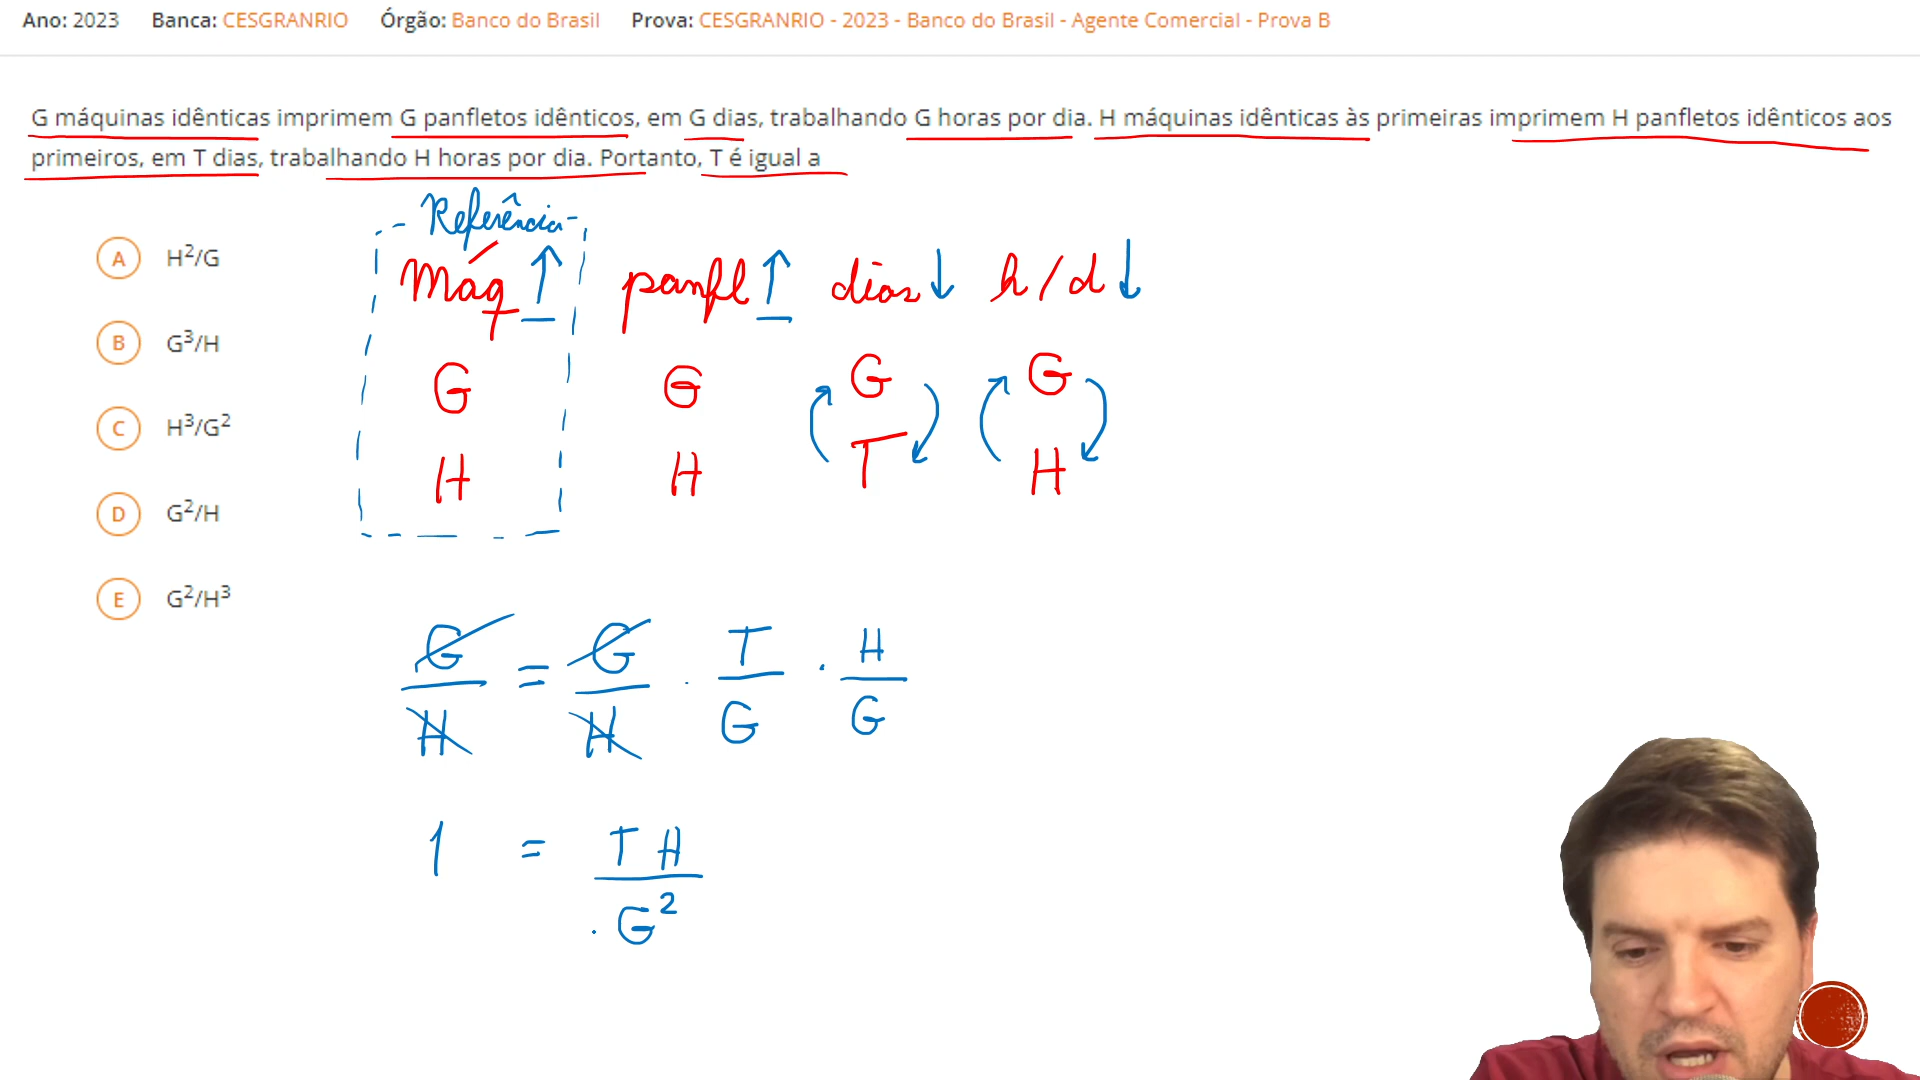 Ano: 2023 Banca: CESGRANRIO Órgão: Banco do Brasil Prova: CESGRANRIO - 2023 - Banco do Brasil - Agente Comercial - Prova B
G máquinas idênticas imprimem G panfletos idênticos, em G dias, trabalhando G horas por dia. H máquinas idênticas às primeiras imprimem H panfletos idênticos aos
primeiros, em T dias, trabalhando H horas por dia. Portanto, T é igual a
A H²/G
B G³/H
C H³/G²
D G²/H
E G²/H³
Referência
Máq ↑ panfl ↑ dias ↓ h/d ↓
G G G G
H H T H
G/H = G/H · T/G · H/G
1 = TH/G²